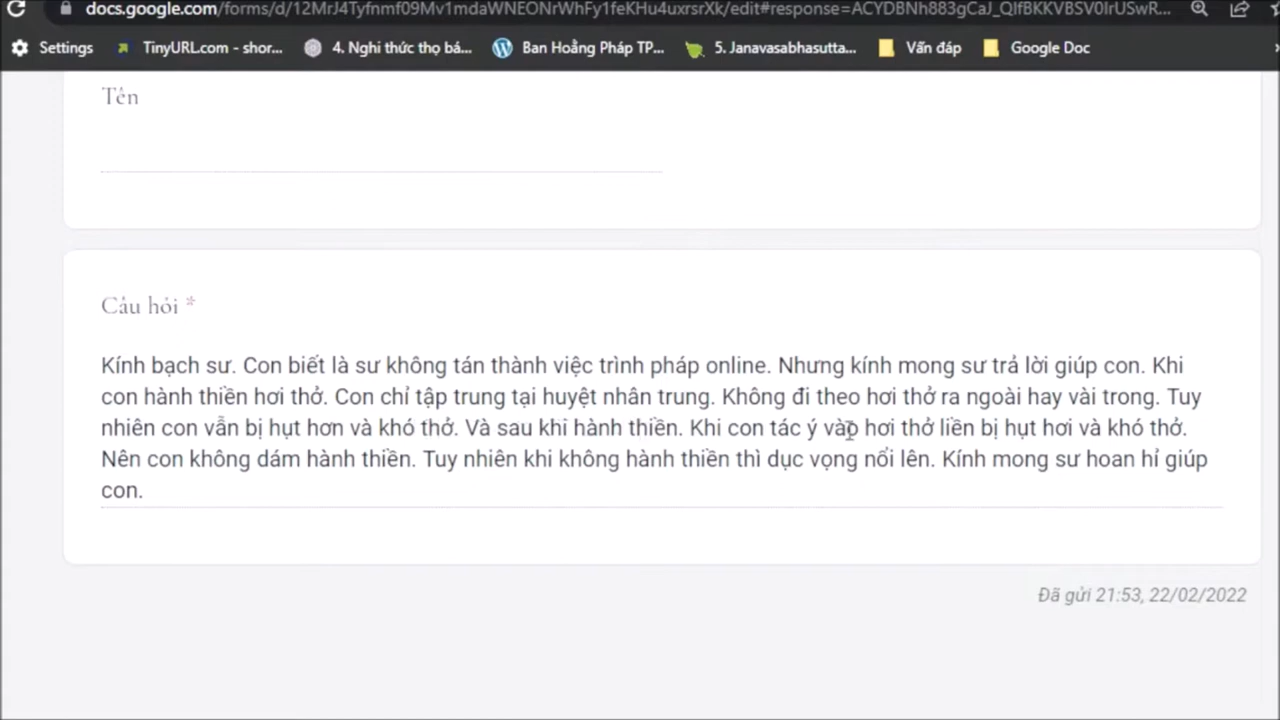 docs.google.com/forms/d/12MrJ4Tyfnmf09Mv1mdaWNEONrWhFy1feKHu4uxrsrXk/edit#response=ACYDBNh883gCaJ_QIfBKKVBSV0IrUSwR...
Settings TinyURL.com - shor... 4. Nghi thức thọ bá... Ban Hoằng Pháp TP... 5. Janavasabhasutta... Vấn đáp Google Doc
Tên
Câu hỏi *
Kính bạch sư. Con biết là sư không tán thành việc trình pháp online. Nhưng kính mong sư trả lời giúp con. Khi
con hành thiền hơi thở. Con chỉ tập trung tại huyệt nhân trung. Không đi theo hơi thở ra ngoài hay vài trong. Tuy
nhiên con vẫn bị hụt hơn và khó thở. Và sau khi hành thiền. Khi con tác ý vào hơi thở liền bị hụt hơi và khó thở.
Nên con không dám hành thiền. Tuy nhiên khi không hành thiền thì dục vọng nổi lên. Kính mong sư hoan hỉ giúp
con.
Đã gửi 21:53, 22/02/2022